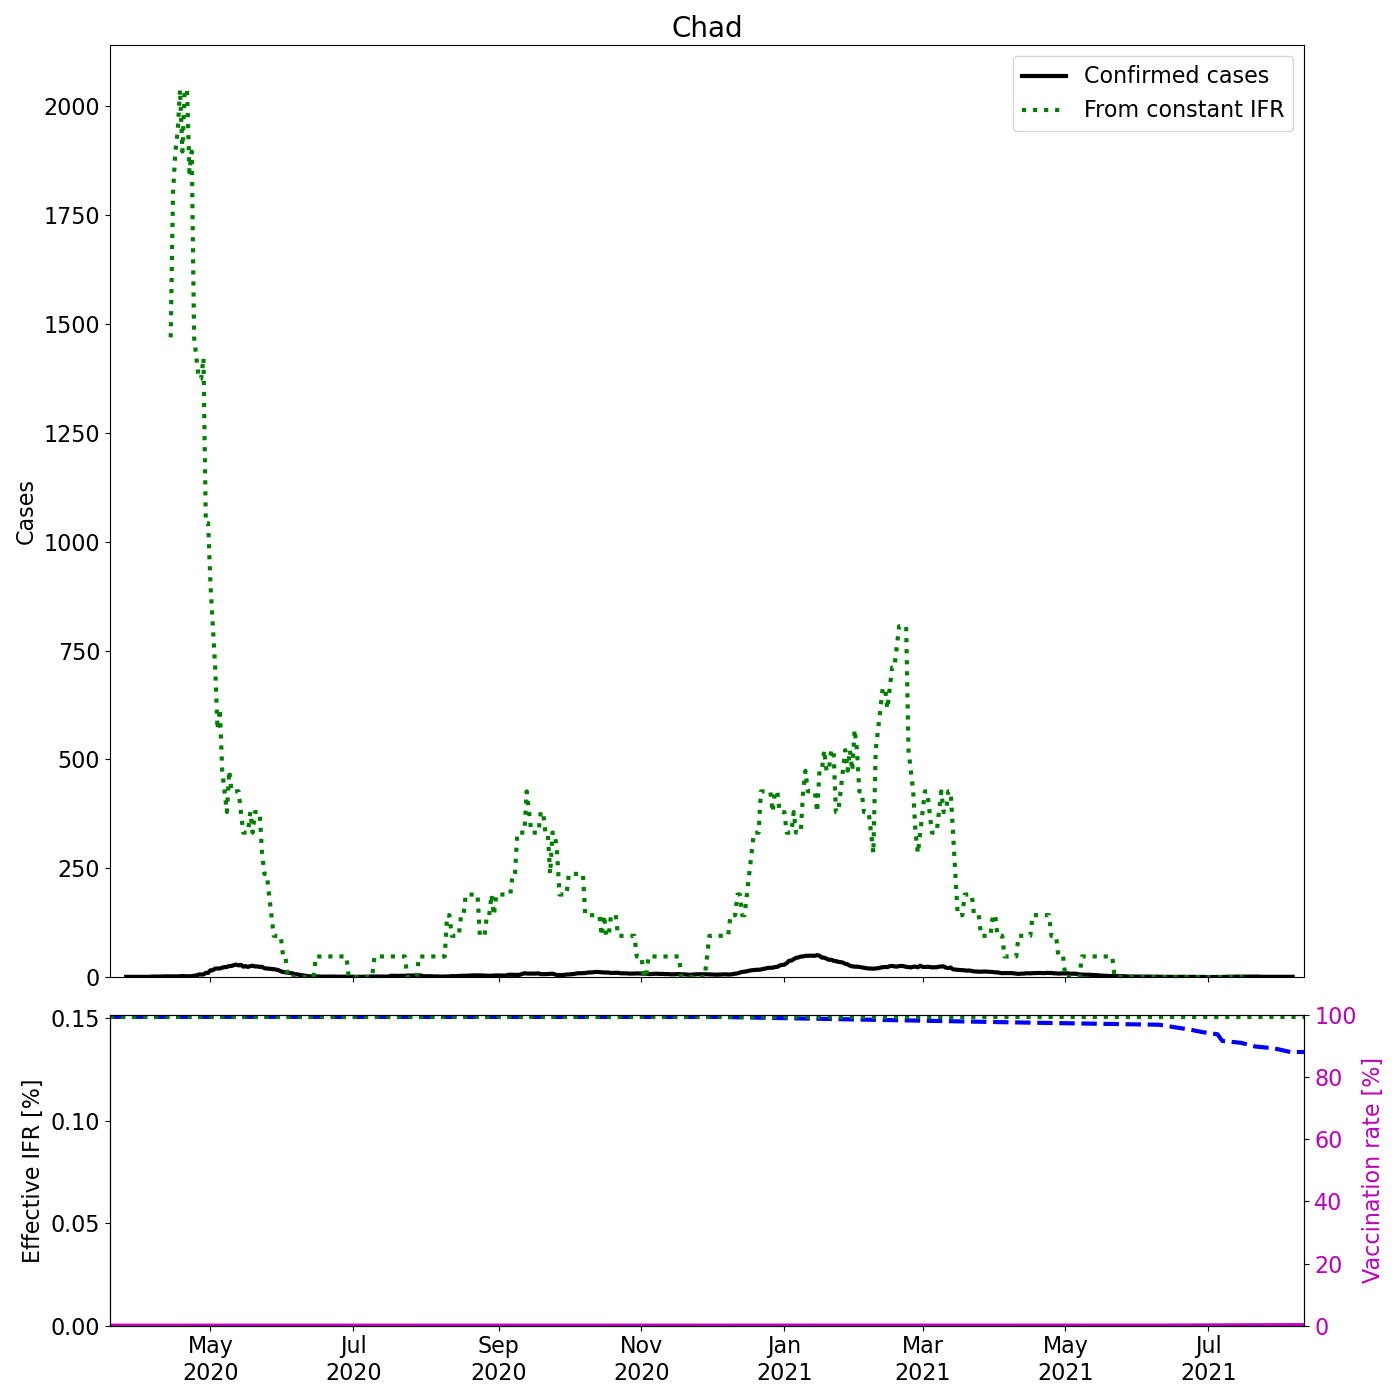 Chad
Confirmed cases
From constant IFR
Cases
2000
1750
1500
1250
1000
750
500
250
0
Effective IFR [%]
0.15
0.10
0.05
0.00
100
80
60
40
20
0
Vaccination rate [%]
May
2020
Jul
2020
Sep
2020
Nov
2020
Jan
2021
Mar
2021
May
2021
Jul
2021